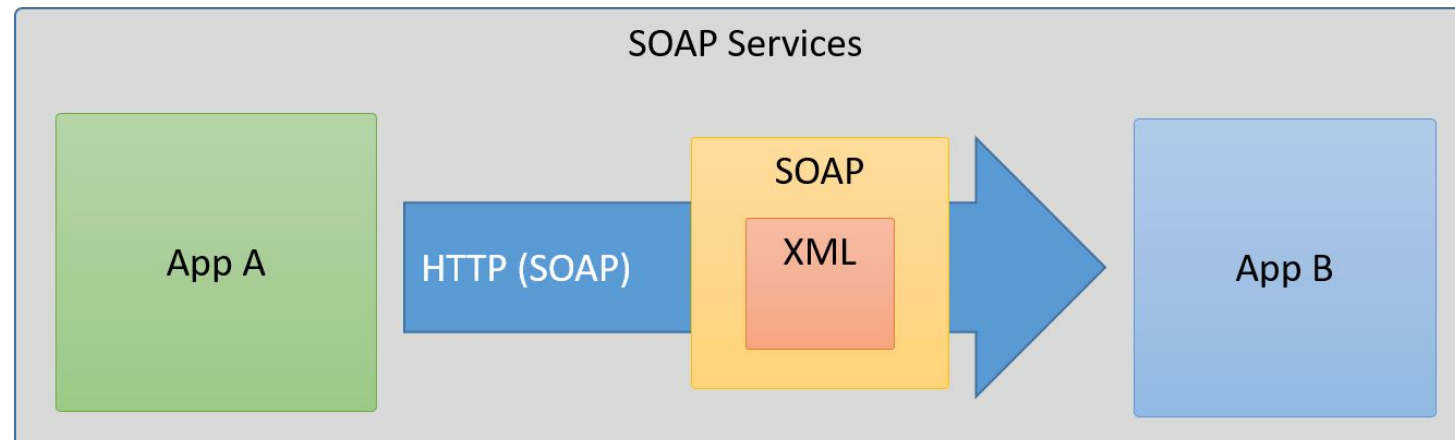 SOAP Services
App A
HTTP (SOAP)
SOAP
XML
App B